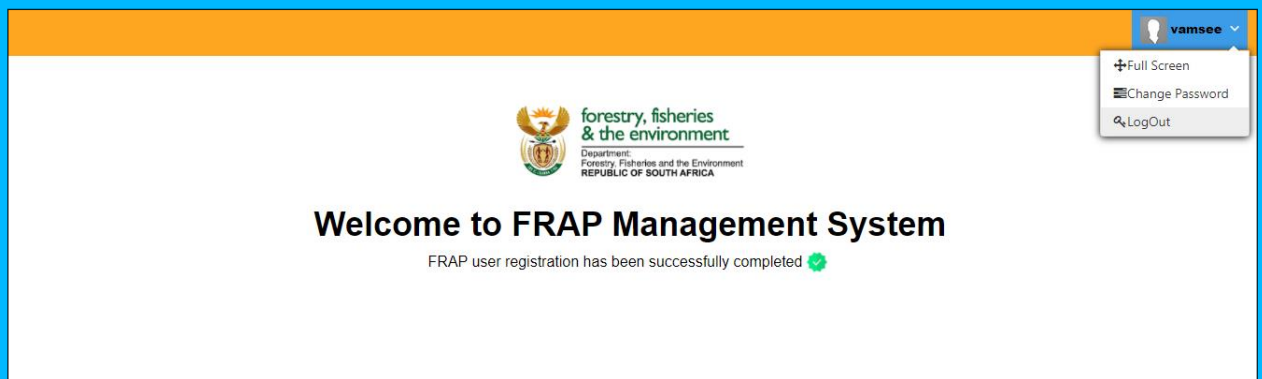 vamsee
Full Screen
Change Password
LogOut
forestry, fisheries
& the environment
Department:
Forestry, Fisheries and the Environment
REPUBLIC OF SOUTH AFRICA
Welcome to FRAP Management System
FRAP user registration has been successfully completed